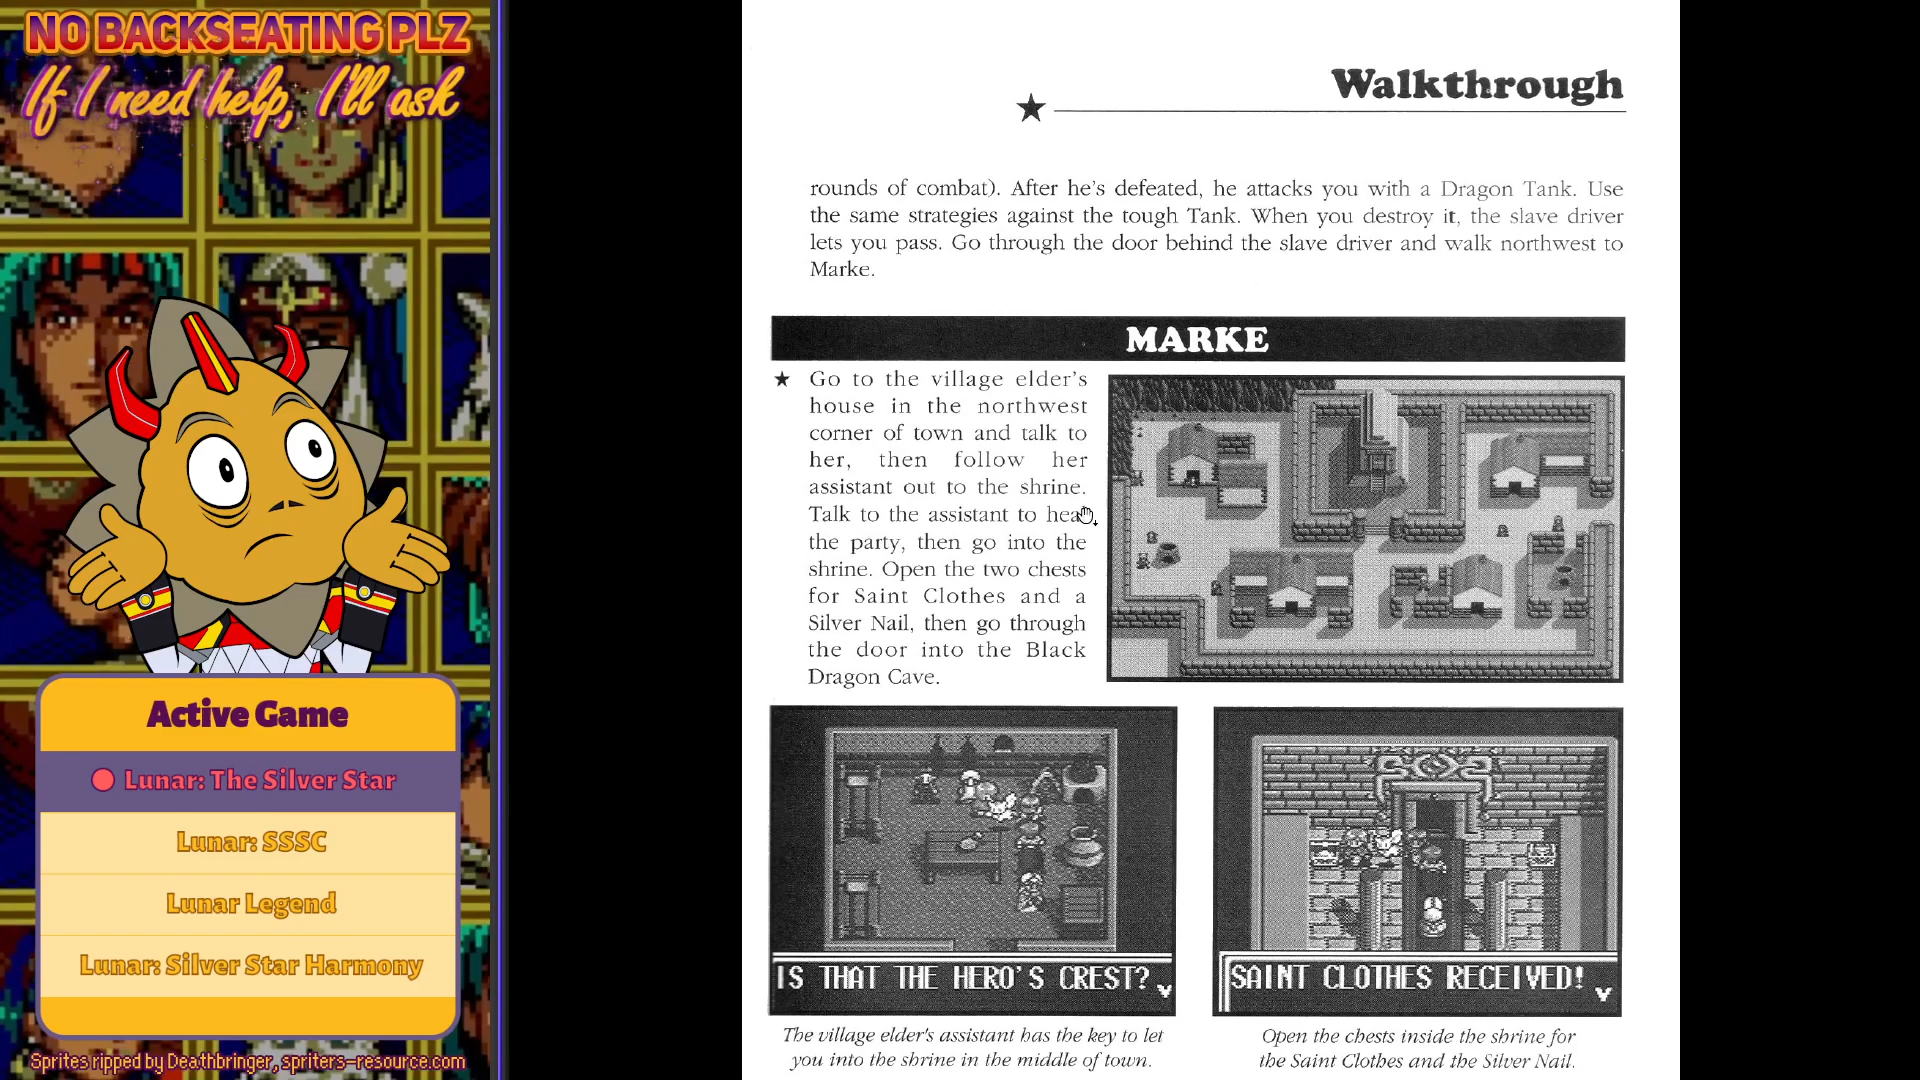 NO BACKSEATING PLZ
If I need help, I'll ask
Active Game
Lunar: The Silver Star
Lunar: SSSC
Lunar Legend
Lunar: Silver Star Harmony
Sprites ripped by Deathbringer, spriters-resource.com
Walkthrough
rounds of combat). After he's defeated, he attacks you with a Dragon Tank. Use
the same strategies against the tough Tank. When you destroy it, the slave driver
lets you pass. Go through the door behind the slave driver and walk northwest to
Marke.
MARKE
★ Go to the village elder's
house in the northwest
corner of town and talk to
her, then follow her
assistant out to the shrine.
Talk to the assistant to heal
the party, then go into the
shrine. Open the two chests
for Saint Clothes and a
Silver Nail, then go through
the door into the Black
Dragon Cave.
IS THAT THE HERO'S CREST?
The village elder's assistant has the key to let
you into the shrine in the middle of town.
SAINT CLOTHES RECEIVED!
Open the chests inside the shrine for
the Saint Clothes and the Silver Nail.